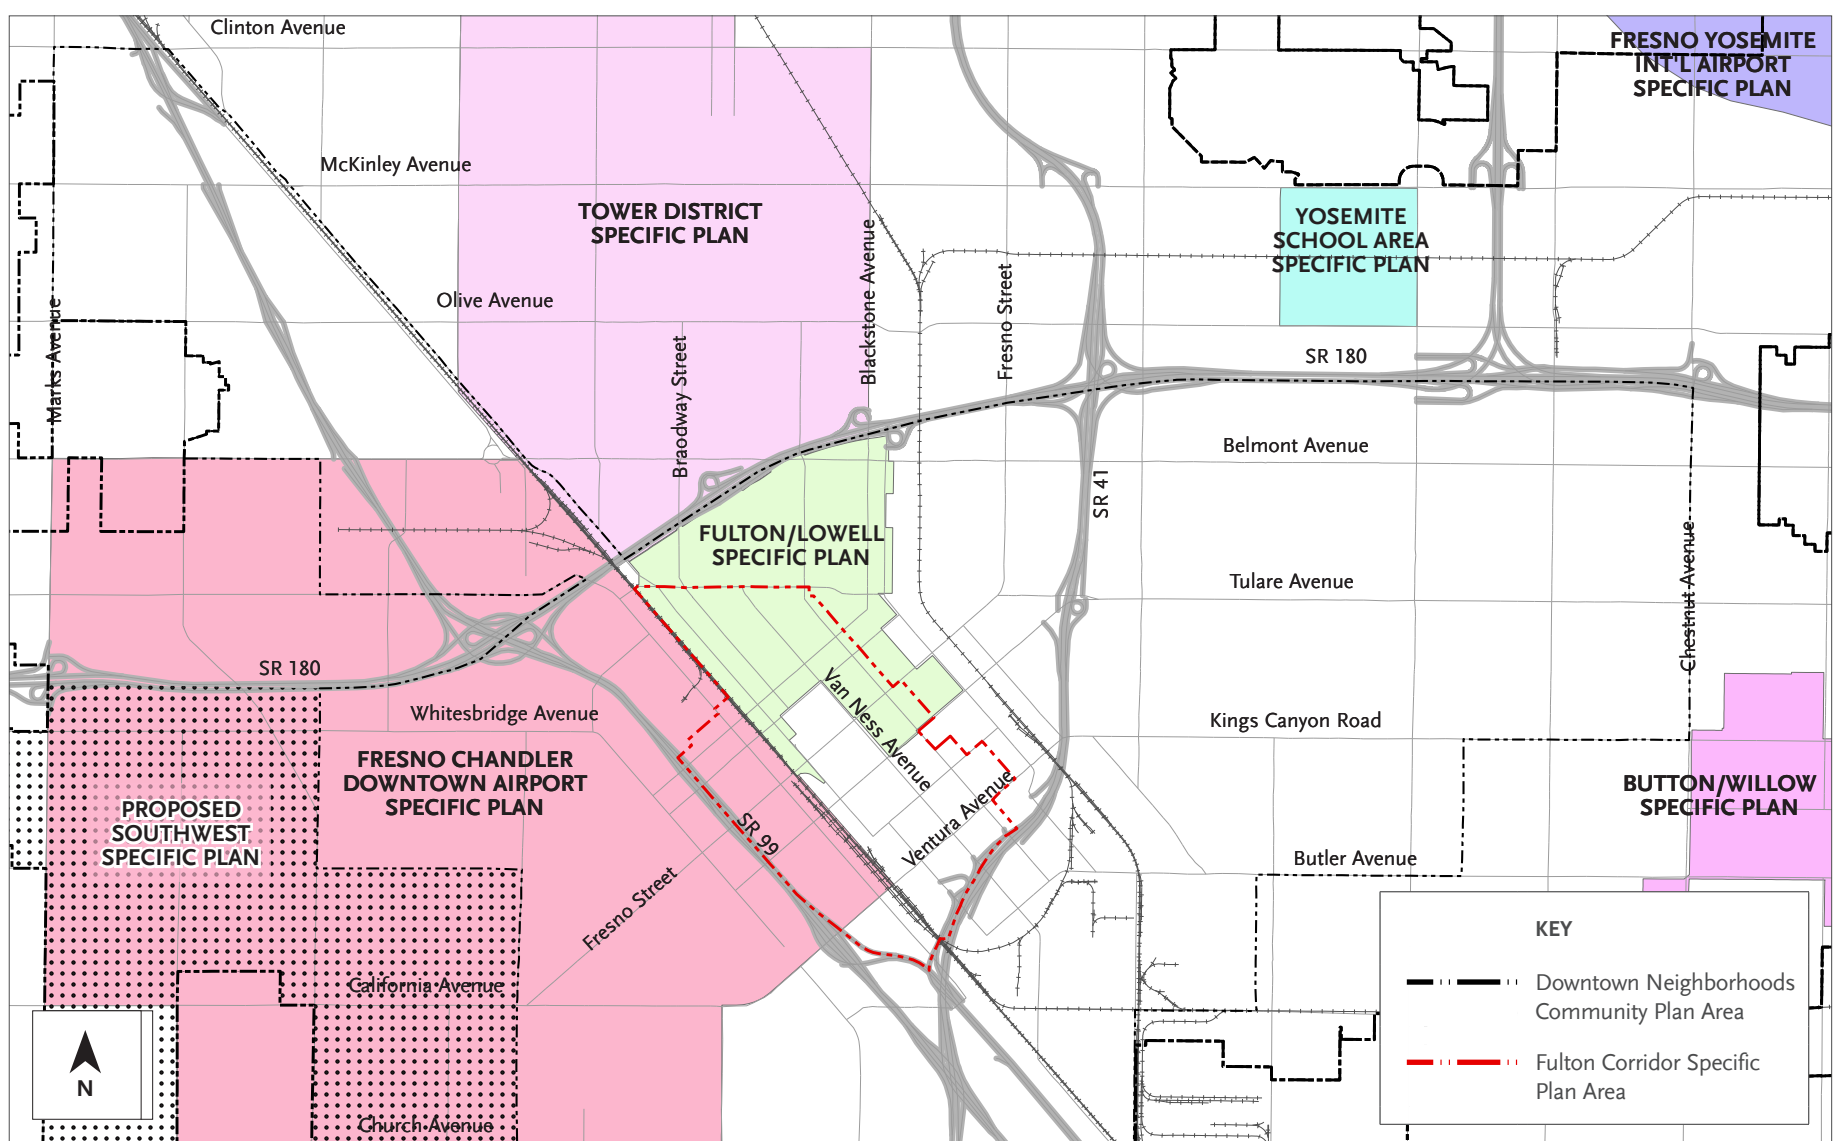 Clinton Avenue
FRESNO YOSEMITE
INT'L AIRPORT
SPECIFIC PLAN
McKinley Avenue
TOWER DISTRICT
SPECIFIC PLAN
YOSEMITE
SCHOOL AREA
SPECIFIC PLAN
Blackstone Avenue
Fresno Street
Olive Avenue
Marks Avenue
Braodway Street
SR 180
Belmont Avenue
SR 41
FULTON/LOWELL
SPECIFIC PLAN
Tulare Avenue
Chestnut Avenue
SR 180
Whitesbridge Avenue
Van Ness Avenue
Kings Canyon Road
FRESNO CHANDLER
DOWNTOWN AIRPORT
SPECIFIC PLAN
BUTTON/WILLOW
SPECIFIC PLAN
PROPOSED
SOUTHWEST
SPECIFIC PLAN
SR 99
Ventura Avenue
Butler Avenue
Fresno Street
California Avenue
Church Avenue
N
KEY
Downtown Neighborhoods
Community Plan Area
Fulton Corridor Specific
Plan Area